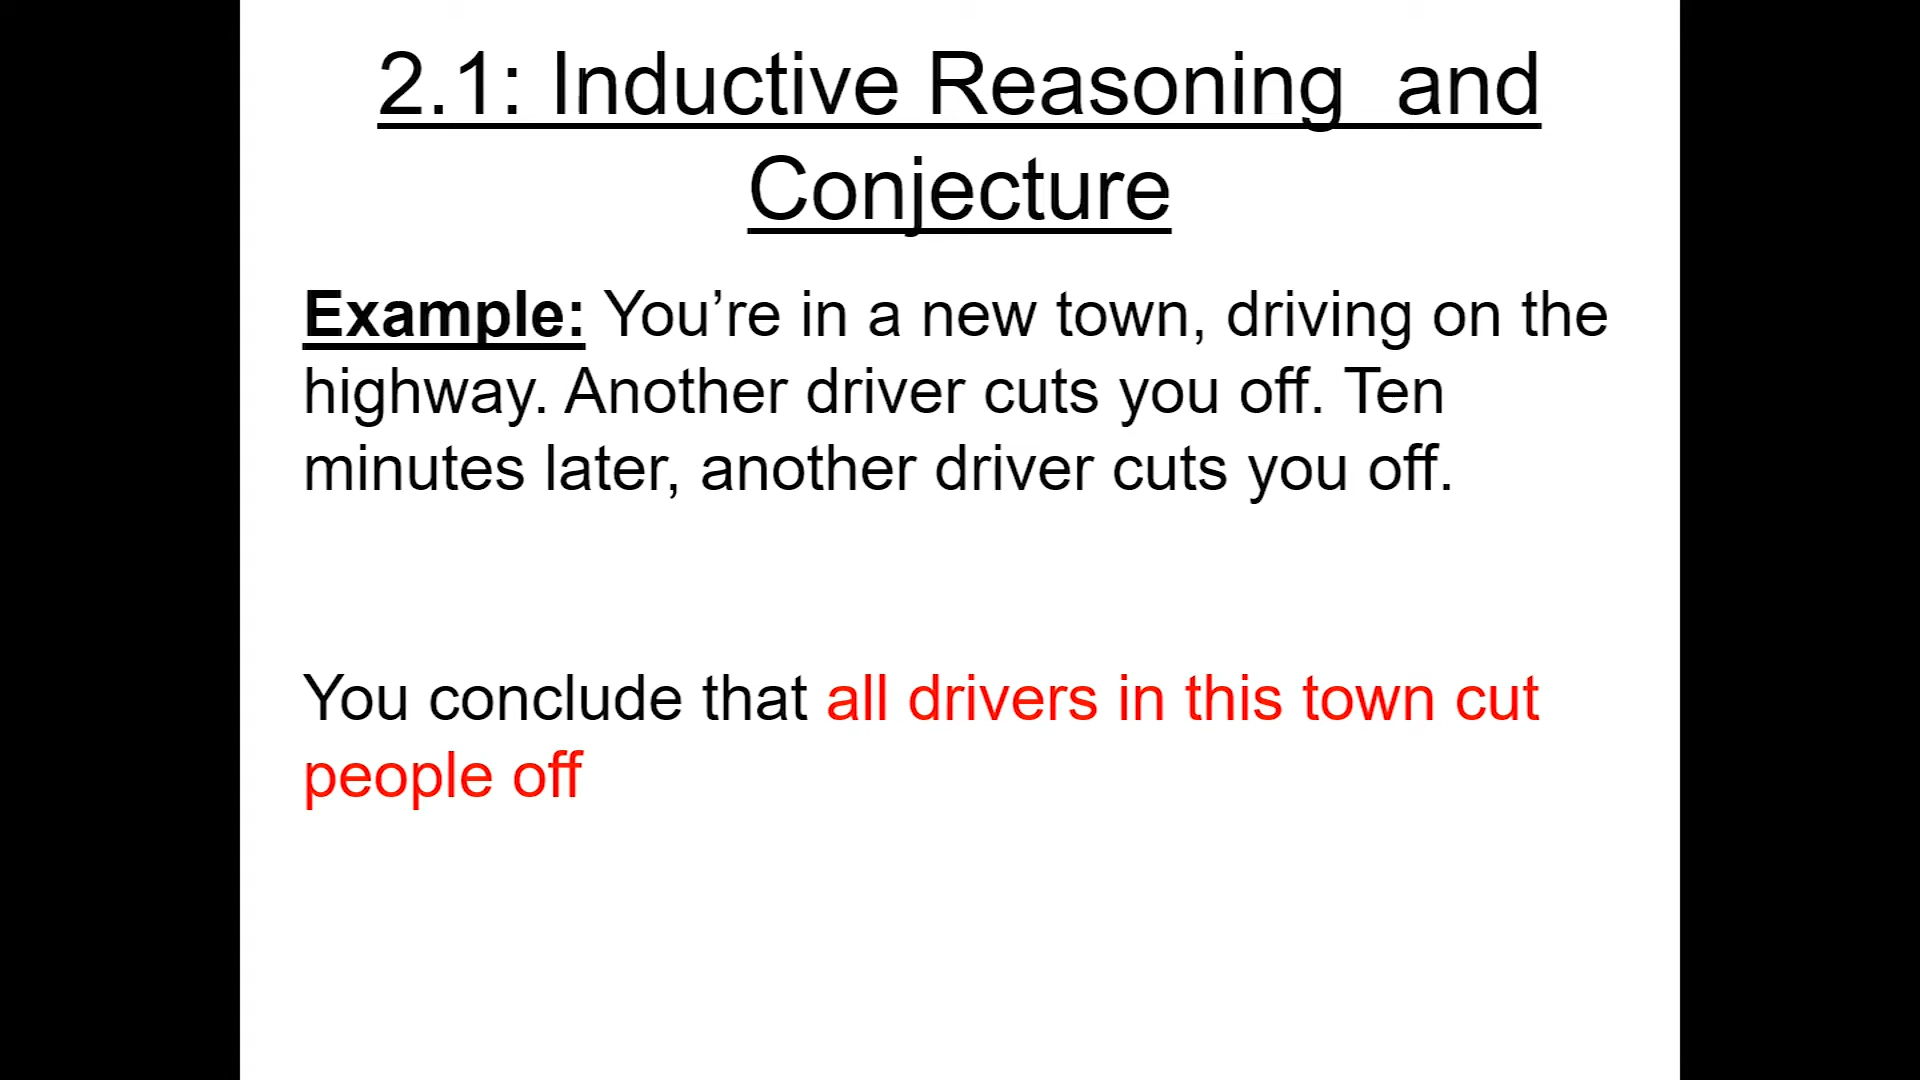 2.1: Inductive Reasoning  and
Conjecture
Example: You’re in a new town, driving on the
highway. Another driver cuts you off. Ten
minutes later, another driver cuts you off.
You conclude that all drivers in this town cut
people off